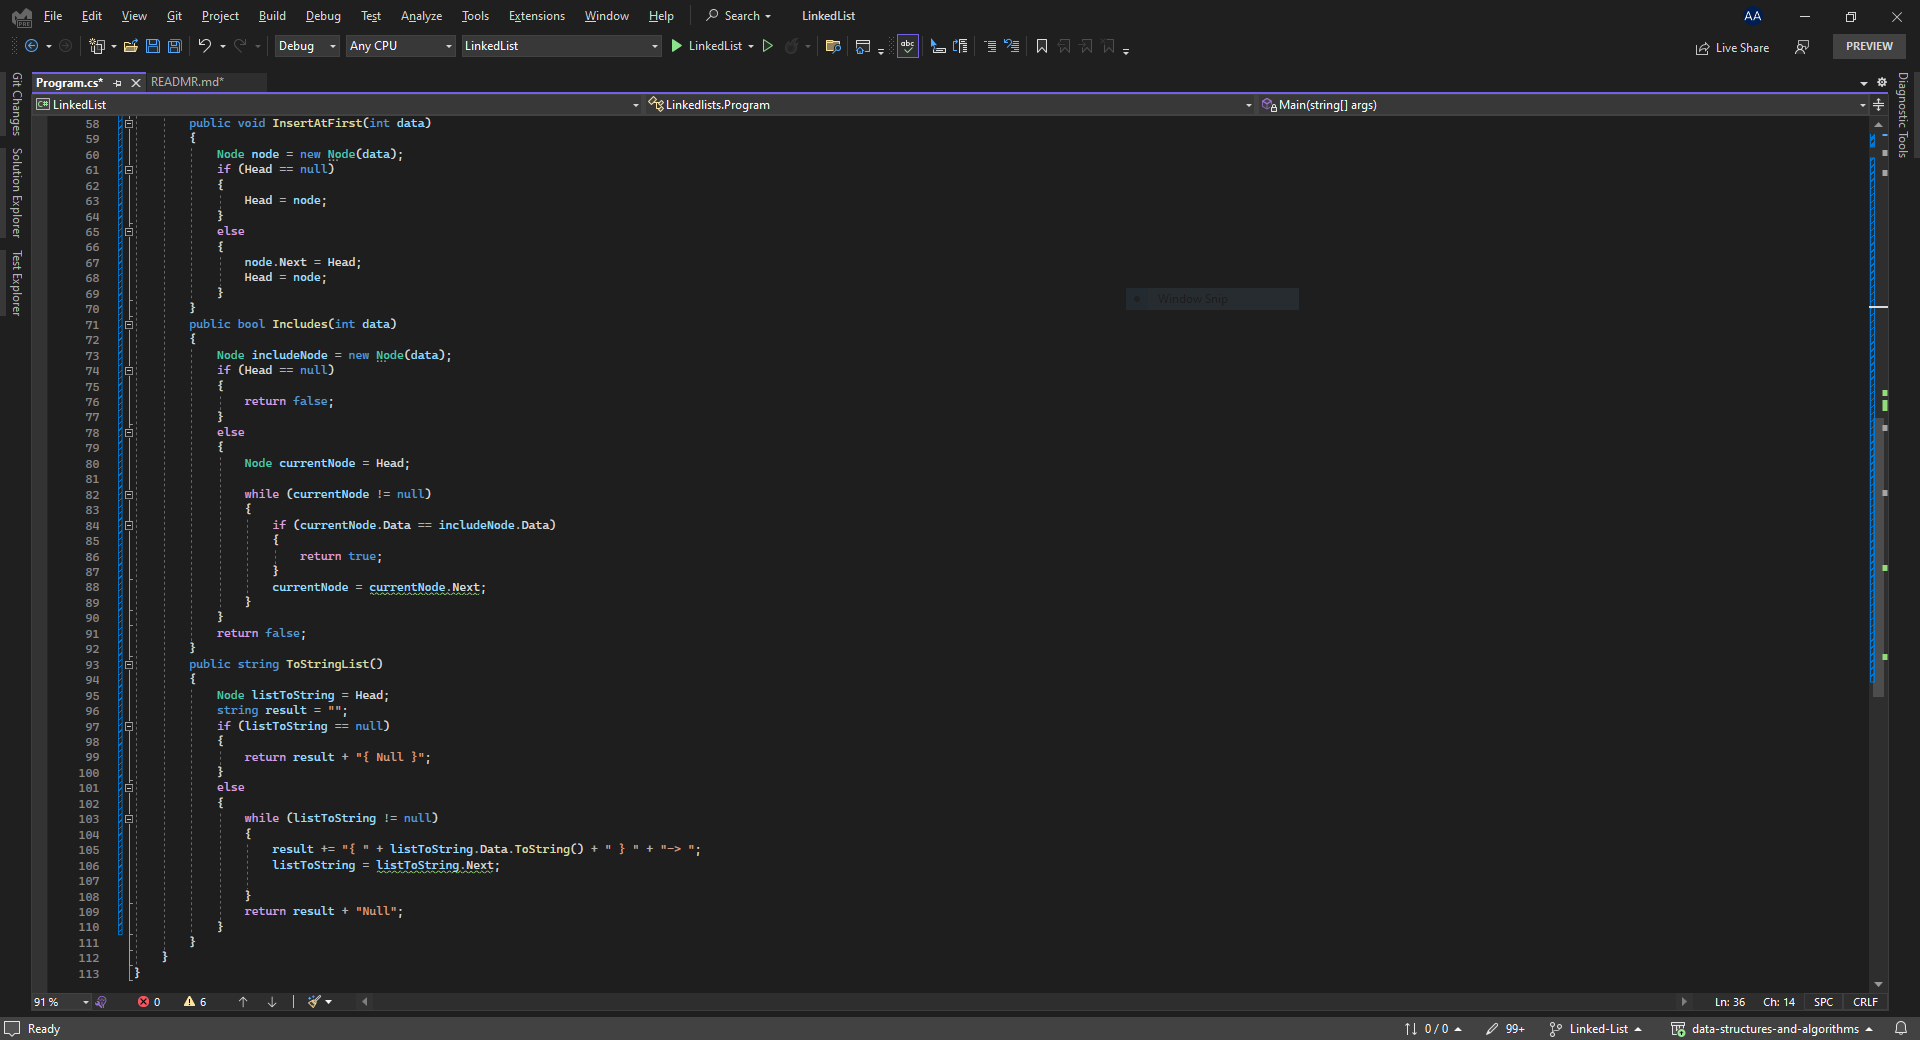 File Edit View Git Project Build Debug Test Analyze Tools Extensions Window Help Search LinkedList AA
Debug Any CPU LinkedList LinkedList abc Live Share PREVIEW
Program.cs* READMR.md*
C# LinkedList Linkedlists.Program Main(string[] args)
Git Changes
Solution Explorer
Test Explorer
Diagnostic Tools
58 public void InsertAtFirst(int data)
59 {
60 Node node = new Node(data);
61 if (Head == null)
62 {
63 Head = node;
64 }
65 else
66 {
67 node.Next = Head;
68 Head = node;
69 }
70 }
71 public bool Includes(int data)
72 {
73 Node includeNode = new Node(data);
74 if (Head == null)
75 {
76 return false;
77 }
78 else
79 {
80 Node currentNode = Head;
81
82 while (currentNode != null)
83 {
84 if (currentNode.Data == includeNode.Data)
85 {
86 return true;
87 }
88 currentNode = currentNode.Next;
89 }
90 }
91 return false;
92 }
93 public string ToStringList()
94 {
95 Node listToString = Head;
96 string result = "";
97 if (listToString == null)
98 {
99 return result + "{ Null }";
100 }
101 else
102 {
103 while (listToString != null)
104 {
105 result += "{ " + listToString.Data.ToString() + " } " + "-> ";
106 listToString = listToString.Next;
107
108 }
109 return result + "Null";
110 }
111 }
112 }
113 }
Window Snip
91 % 0 6 Ln: 36 Ch: 14 SPC CRLF
Ready 0 / 0 99+ Linked-List data-structures-and-algorithms